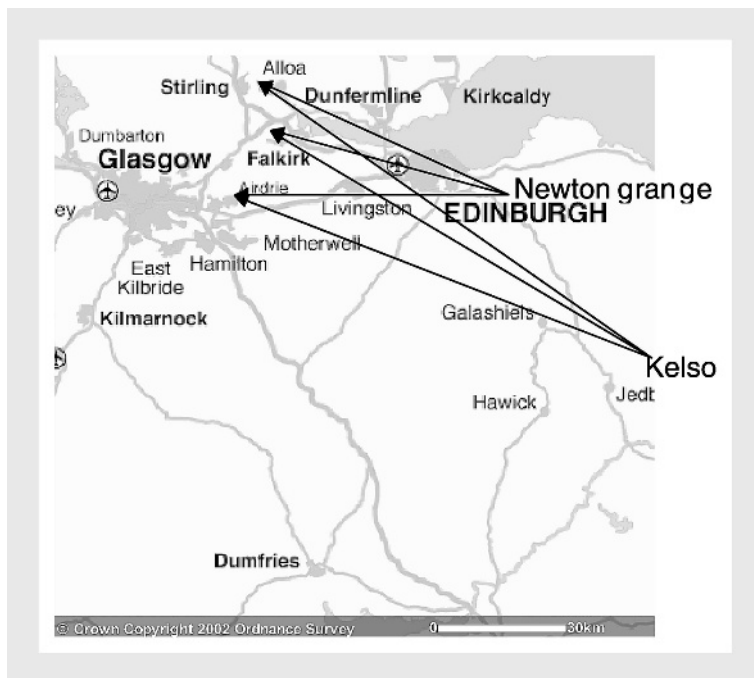 Alloa
Stirling
Dunfermline
Kirkcaldy
Dumbarton
Glasgow
Falkirk
Airdrie
Newton grange
ey
Livingston
EDINBURGH
Motherwell
Hamilton
East
Kilbride
Kilmarnock
Galashiels
Kelso
Jedb
Hawick
Dumfries
© Crown Copyright 2002 Ordnance Survey
0 30km